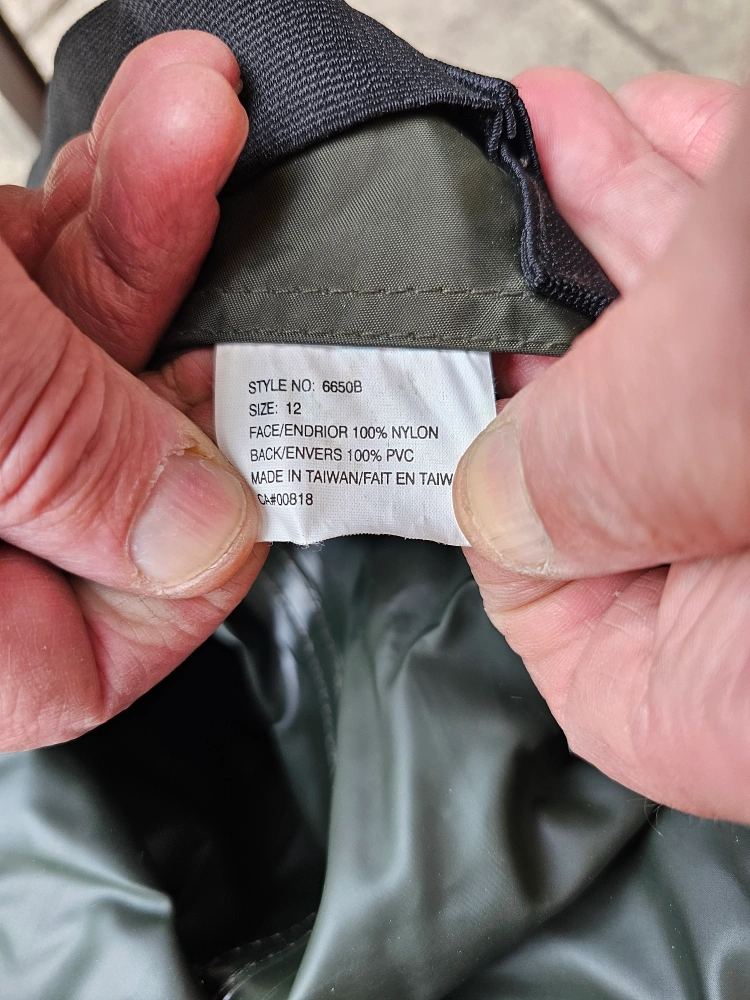 STYLE NO: 6650B
SIZE: 12
FACE/ENDRIOR 100% NYLON
BACK/ENVERS 100% PVC
MADE IN TAIWAN/FAIT EN TAIW
CA#00818